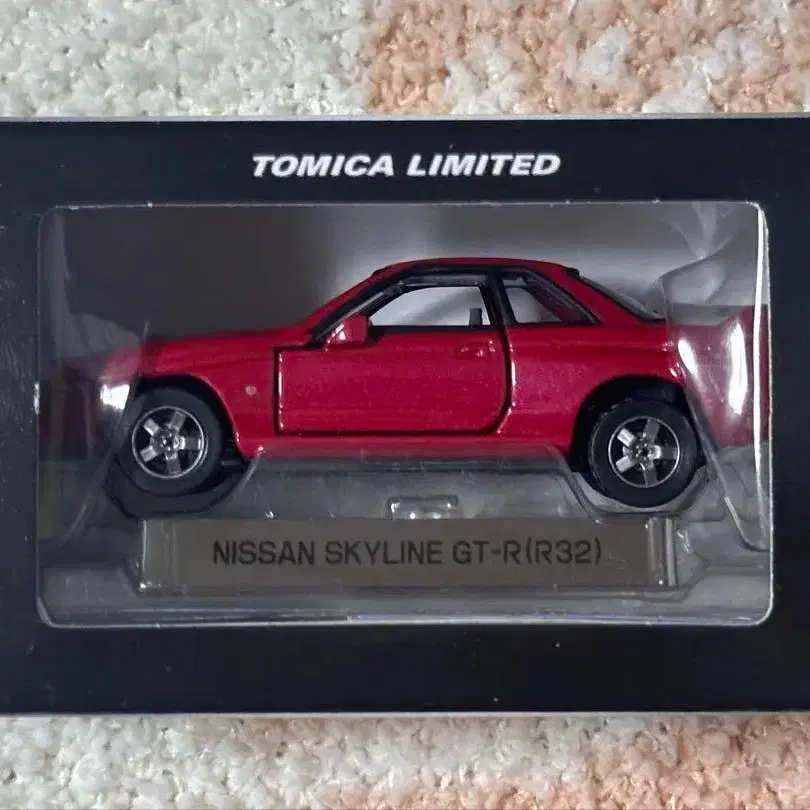 TOMICA LIMITED
NISSAN SKYLINE GT-R(R32)